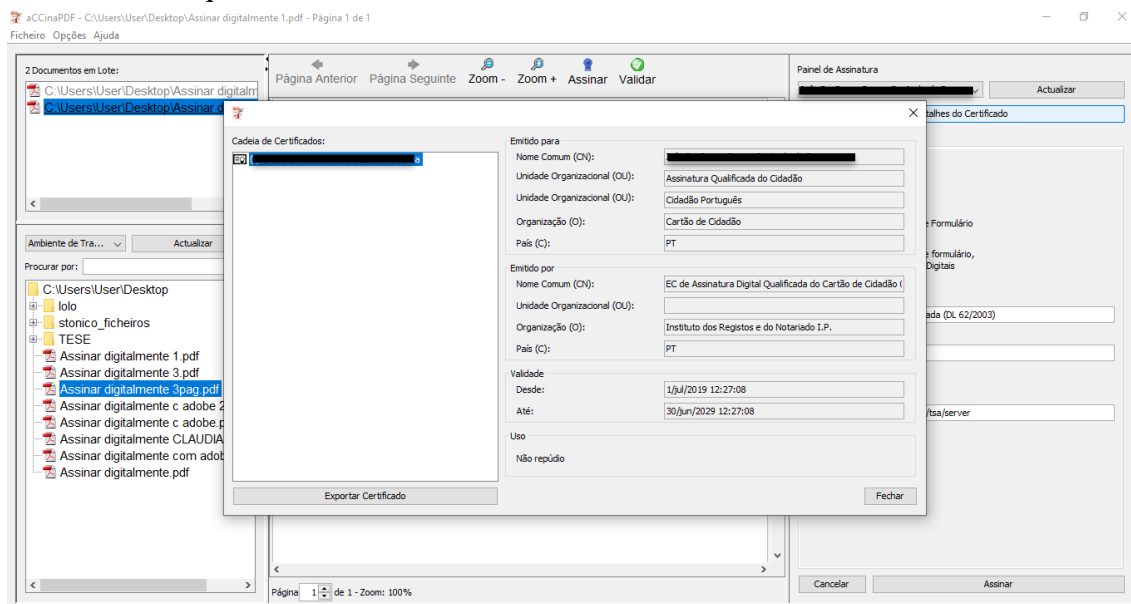 aCCinaPDF - C:\Users\User\Desktop\Assinar digitalmente 1.pdf - Página 1 de 1
Ficheiro Opções Ajuda
2 Documentos em Lote:
C:\Users\User\Desktop\Assinar digitalm
C:\Users\User\Desktop\Assinar d
Ambiente de Tra... Actualizar
Procurar por:
C:\Users\User\Desktop
lolo
stonico_ficheiros
TESE
Assinar digitalmente 1.pdf
Assinar digitalmente 3.pdf
Assinar digitalmente 3pag.pdf
Assinar digitalmente c adobe 2
Assinar digitalmente c adobe.p
Assinar digitalmente CLAUDIA
Assinar digitalmente com adob
Assinar digitalmente.pdf
Página Anterior Página Seguinte Zoom - Zoom + Assinar Validar
Cadeia de Certificados:
Exportar Certificado
Emitido para
Nome Comum (CN):
Unidade Organizacional (OU): Assinatura Qualificada do Cidadão
Unidade Organizacional (OU): Cidadão Português
Organização (O): Cartão de Cidadão
País (C): PT
Emitido por
Nome Comum (CN): EC de Assinatura Digital Qualificada do Cartão de Cidadão (
Unidade Organizacional (OU):
Organização (O): Instituto dos Registos e do Notariado I.P.
País (C): PT
Validade
Desde: 1/jul/2019 12:27:08
Até: 30/jun/2029 12:27:08
Uso
Não repúdio
Fechar
Página 1 de 1 - Zoom: 100%
Painel de Assinatura
Actualizar
talhes do Certificado
e Formulário
e formulário,
Digitais
ada (DL 62/2003)
/tsa/server
Cancelar Assinar